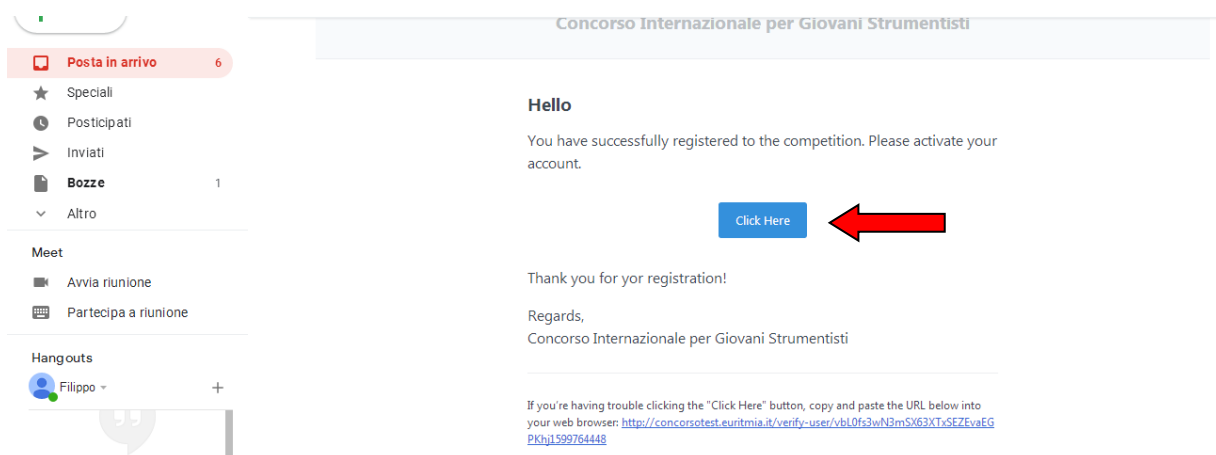 Concorso Internazionale per Giovani Strumentisti
Posta in arrivo 6
Speciali
Posticipati
Inviati
Bozze 1
Altro
Meet
Avvia riunione
Partecipa a riunione
Hangouts
Filippo
Hello
You have successfully registered to the competition. Please activate your
account.
Click Here
Thank you for yor registration!
Regards,
Concorso Internazionale per Giovani Strumentisti
If you're having trouble clicking the "Click Here" button, copy and paste the URL below into
your web browser: http://concorsotest.euritmia.it/verify-user/vbL0fs3wN3mSX63XTxSEZEvaEG
PKhj1599764448